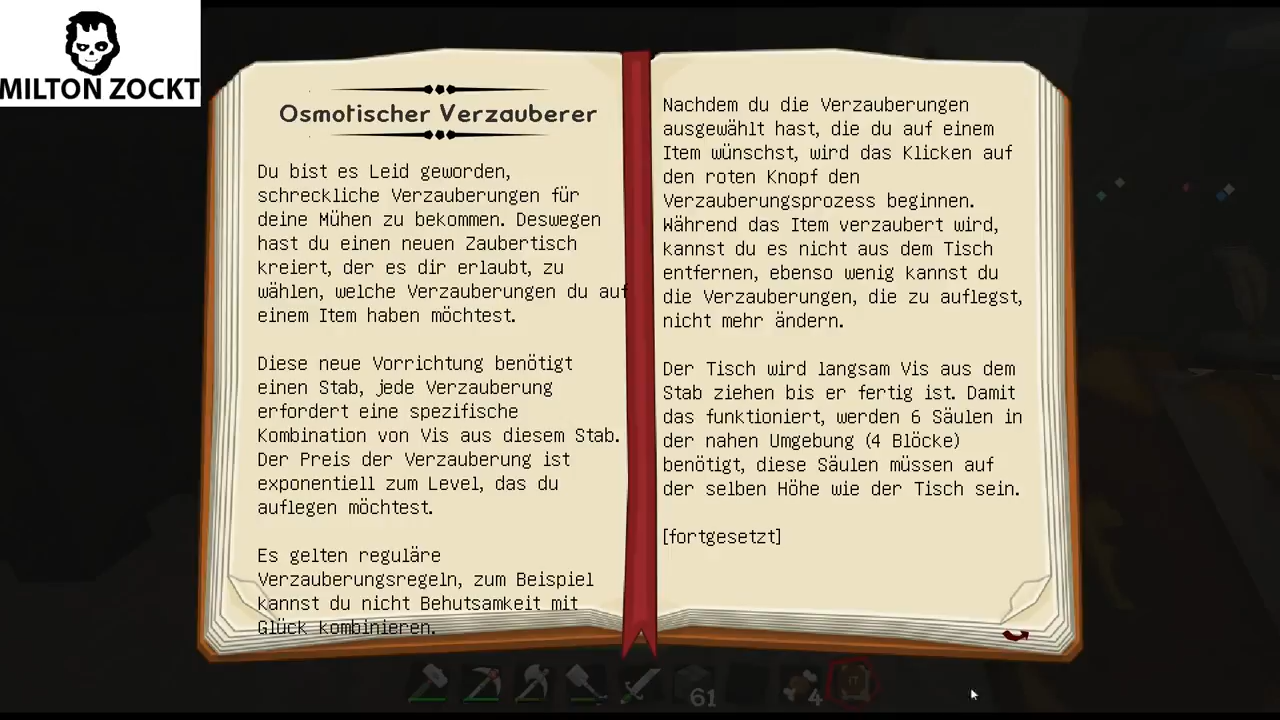 MILTON ZOCKT
Osmotischer Verzauberer
Du bist es Leid geworden,
schreckliche Verzauberungen für
deine Mühen zu bekommen. Deswegen
hast du einen neuen Zaubertisch
kreiert, der es dir erlaubt, zu
wählen, welche Verzauberungen du auf
einem Item haben möchtest.
Diese neue Vorrichtung benötigt
einen Stab, jede Verzauberung
erfordert eine spezifische
Kombination von Vis aus diesem Stab.
Der Preis der Verzauberung ist
exponentiell zum Level, das du
auflegen möchtest.
Es gelten reguläre
Verzauberungsregeln, zum Beispiel
kannst du nicht Behutsamkeit mit
Glück kombinieren.
Nachdem du die Verzauberungen
ausgewählt hast, die du auf einem
Item wünschst, wird das Klicken auf
den roten Knopf den
Verzauberungsprozess beginnen.
Während das Item verzaubert wird,
kannst du es nicht aus dem Tisch
entfernen, ebenso wenig kannst du
die Verzauberungen, die zu auflegst,
nicht mehr ändern.
Der Tisch wird langsam Vis aus dem
Stab ziehen bis er fertig ist. Damit
das funktioniert, werden 6 Säulen in
der nahen Umgebung (4 Blöcke)
benötigt, diese Säulen müssen auf
der selben Höhe wie der Tisch sein.
[fortgesetzt]
61
4